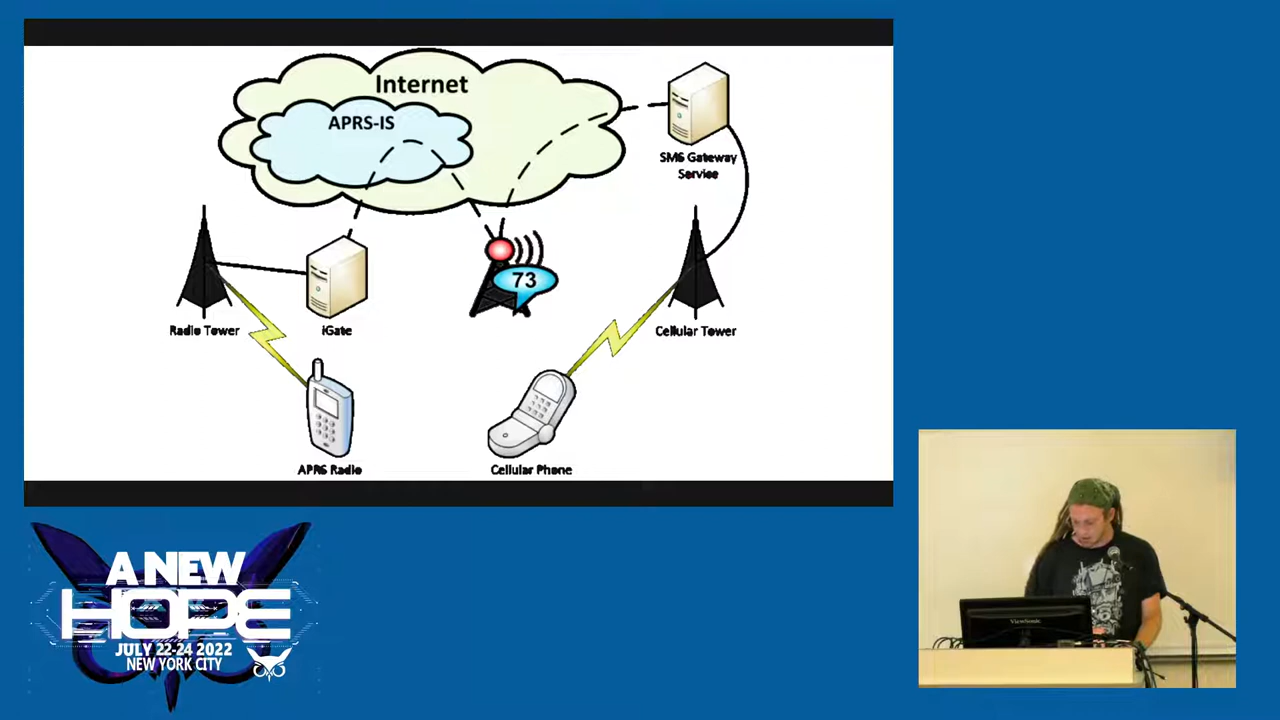 Internet
APRS-IS
SMS Gateway
Service
73
Radio Tower
iGate
Cellular Tower
APRS Radio
Cellular Phone
A NEW
HOPE
JULY 22-24 2022
NEW YORK CITY
ViewSonic